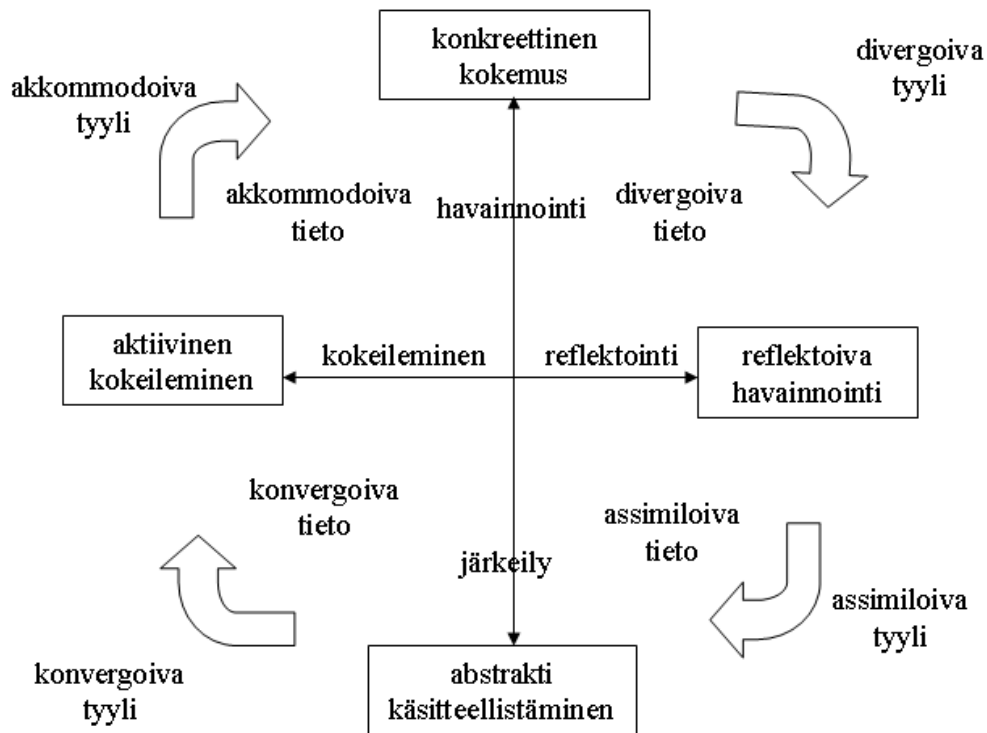 konkreettinen
kokemus
akkommodoiva
tyyli
divergoiva
tyyli
akkommodoiva
tieto
havainnointi
divergoiva
tieto
aktiivinen
kokeileminen
kokeileminen
reflektointi
reflektoiva
havainnointi
konvergoiva
tieto
assimiloiva
tieto
järkeily
assimiloiva
tyyli
konvergoiva
tyyli
abstrakti
käsitteellistäminen